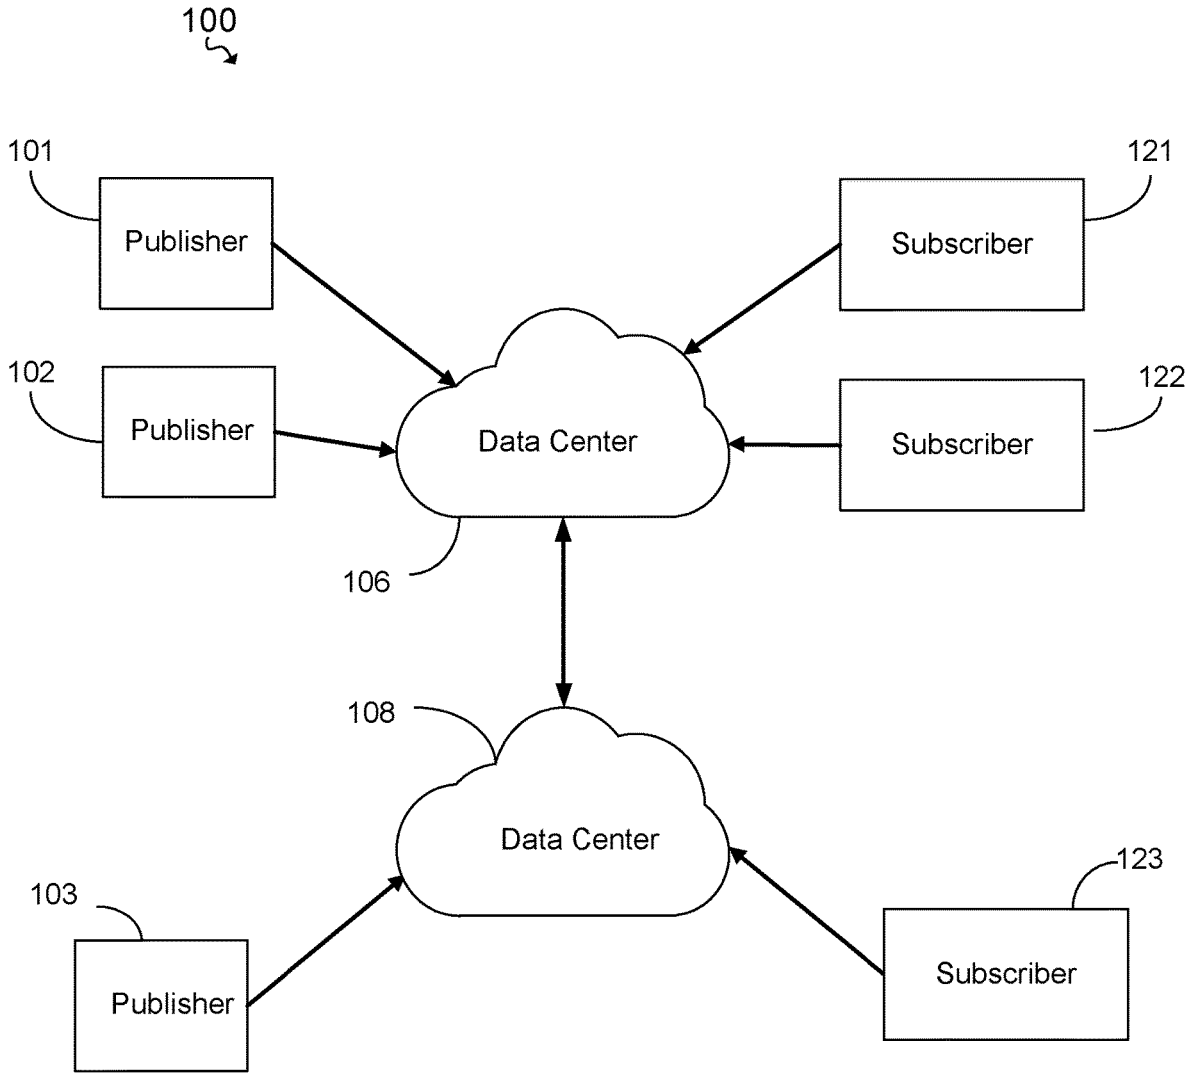 100
101
Publisher
121
Subscriber
102
Publisher
122
Subscriber
Data Center
106
108
Data Center
103
Publisher
123
Subscriber